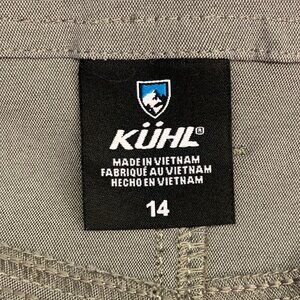 KÜHL®
MADE IN VIETNAM
FABRIQUÉ AU VIETNAM
HECHO EN VIETNAM
14